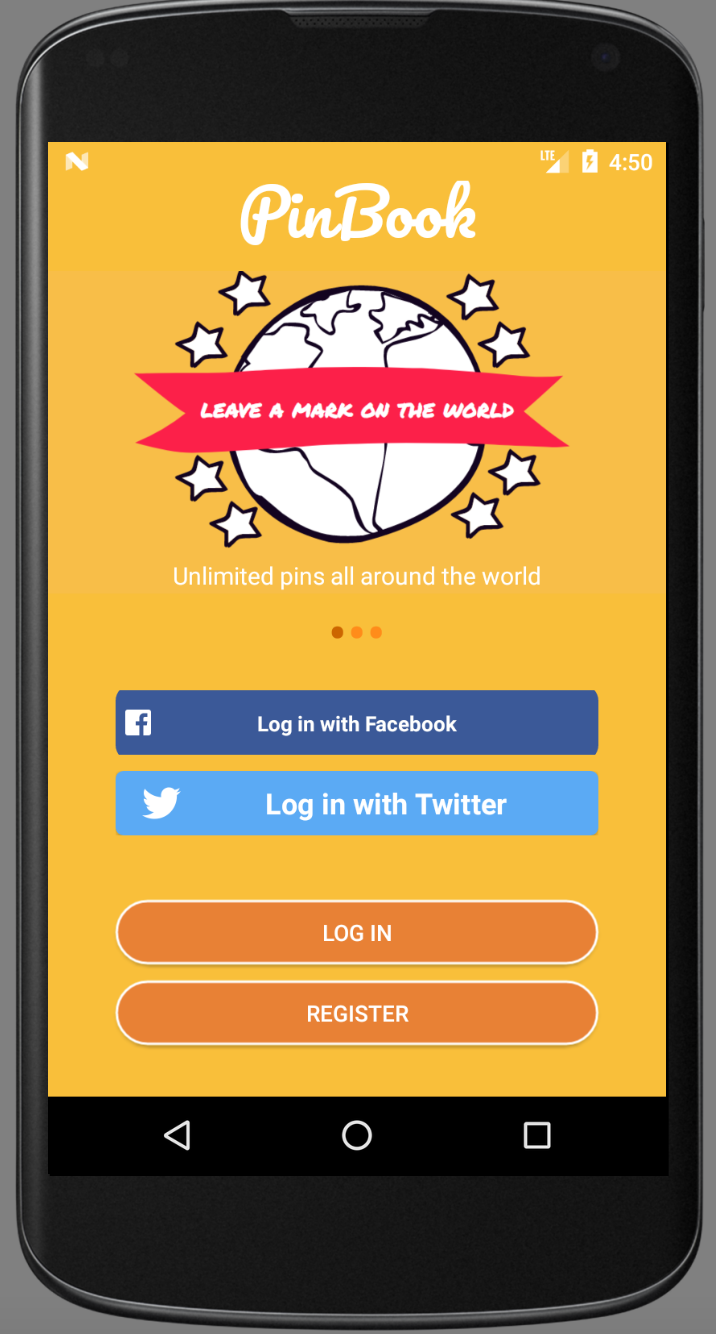 LTE 4:50
PinBook
LEAVE A MARK ON THE WORLD
Unlimited pins all around the world
Log in with Facebook
Log in with Twitter
LOG IN
REGISTER